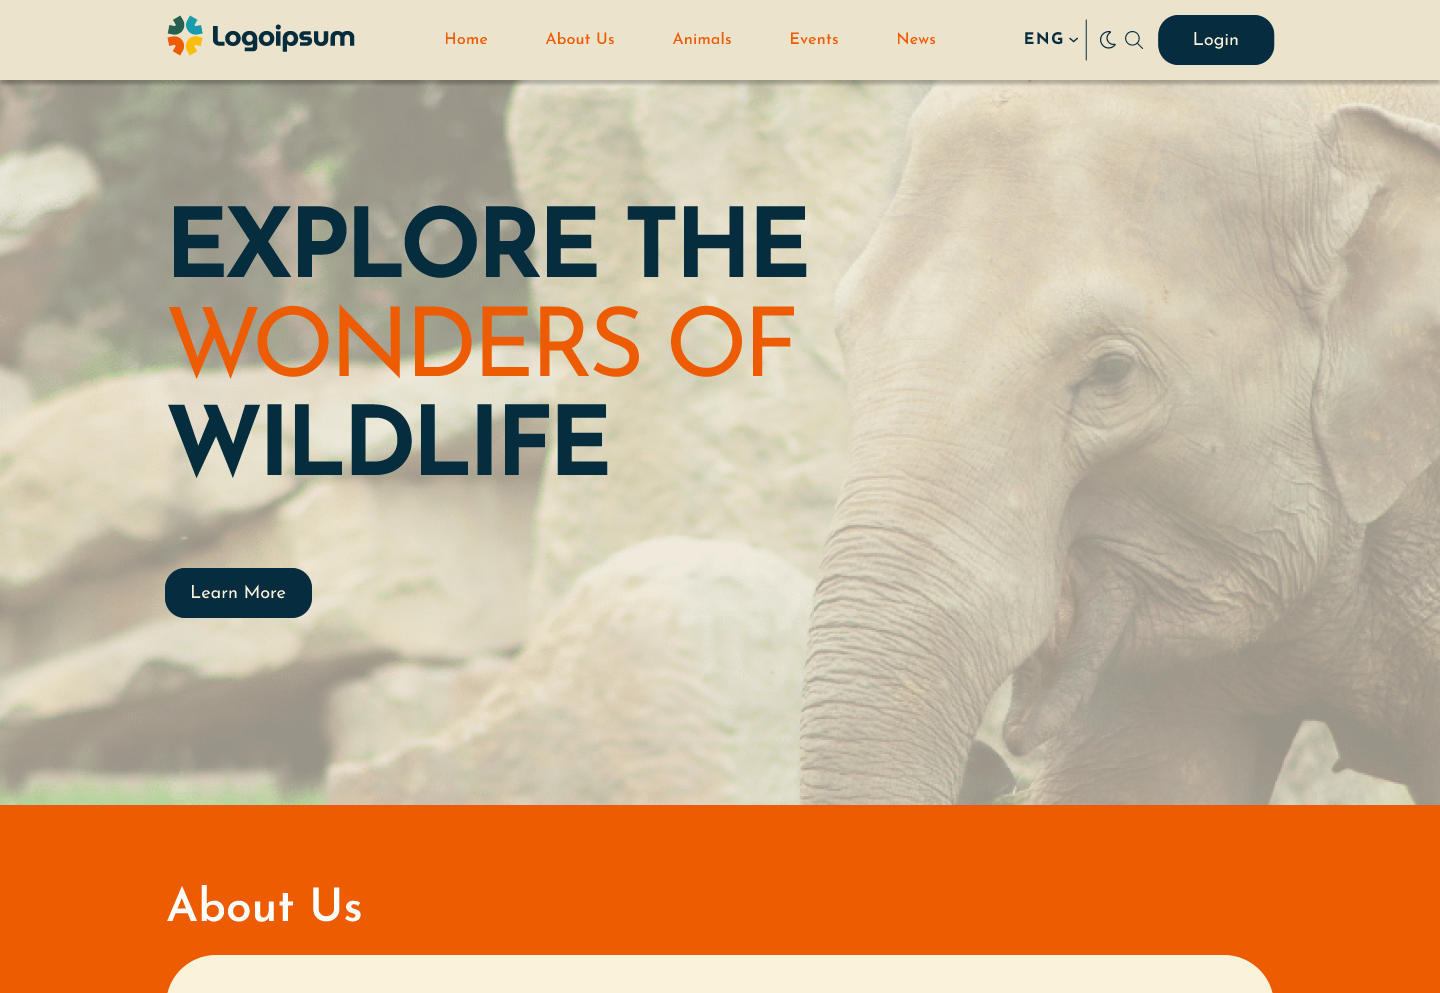 Logoipsum
Home
About Us
Animals
Events
News
ENG
Login
EXPLORE THE
WONDERS OF
WILDLIFE
Learn More
About Us